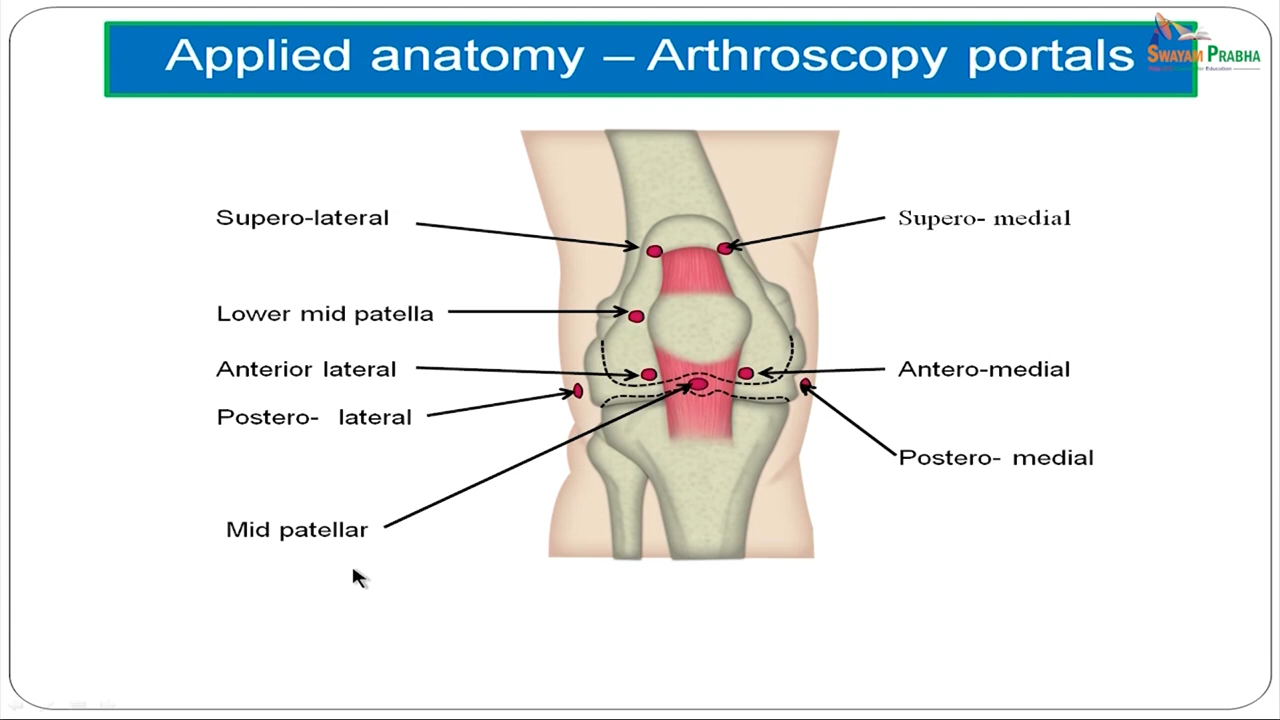 Applied anatomy – Arthroscopy portals
SWAYAM PRABHA
Supero-lateral
Supero- medial
Lower mid patella
Anterior lateral
Antero-medial
Postero- lateral
Postero- medial
Mid patellar